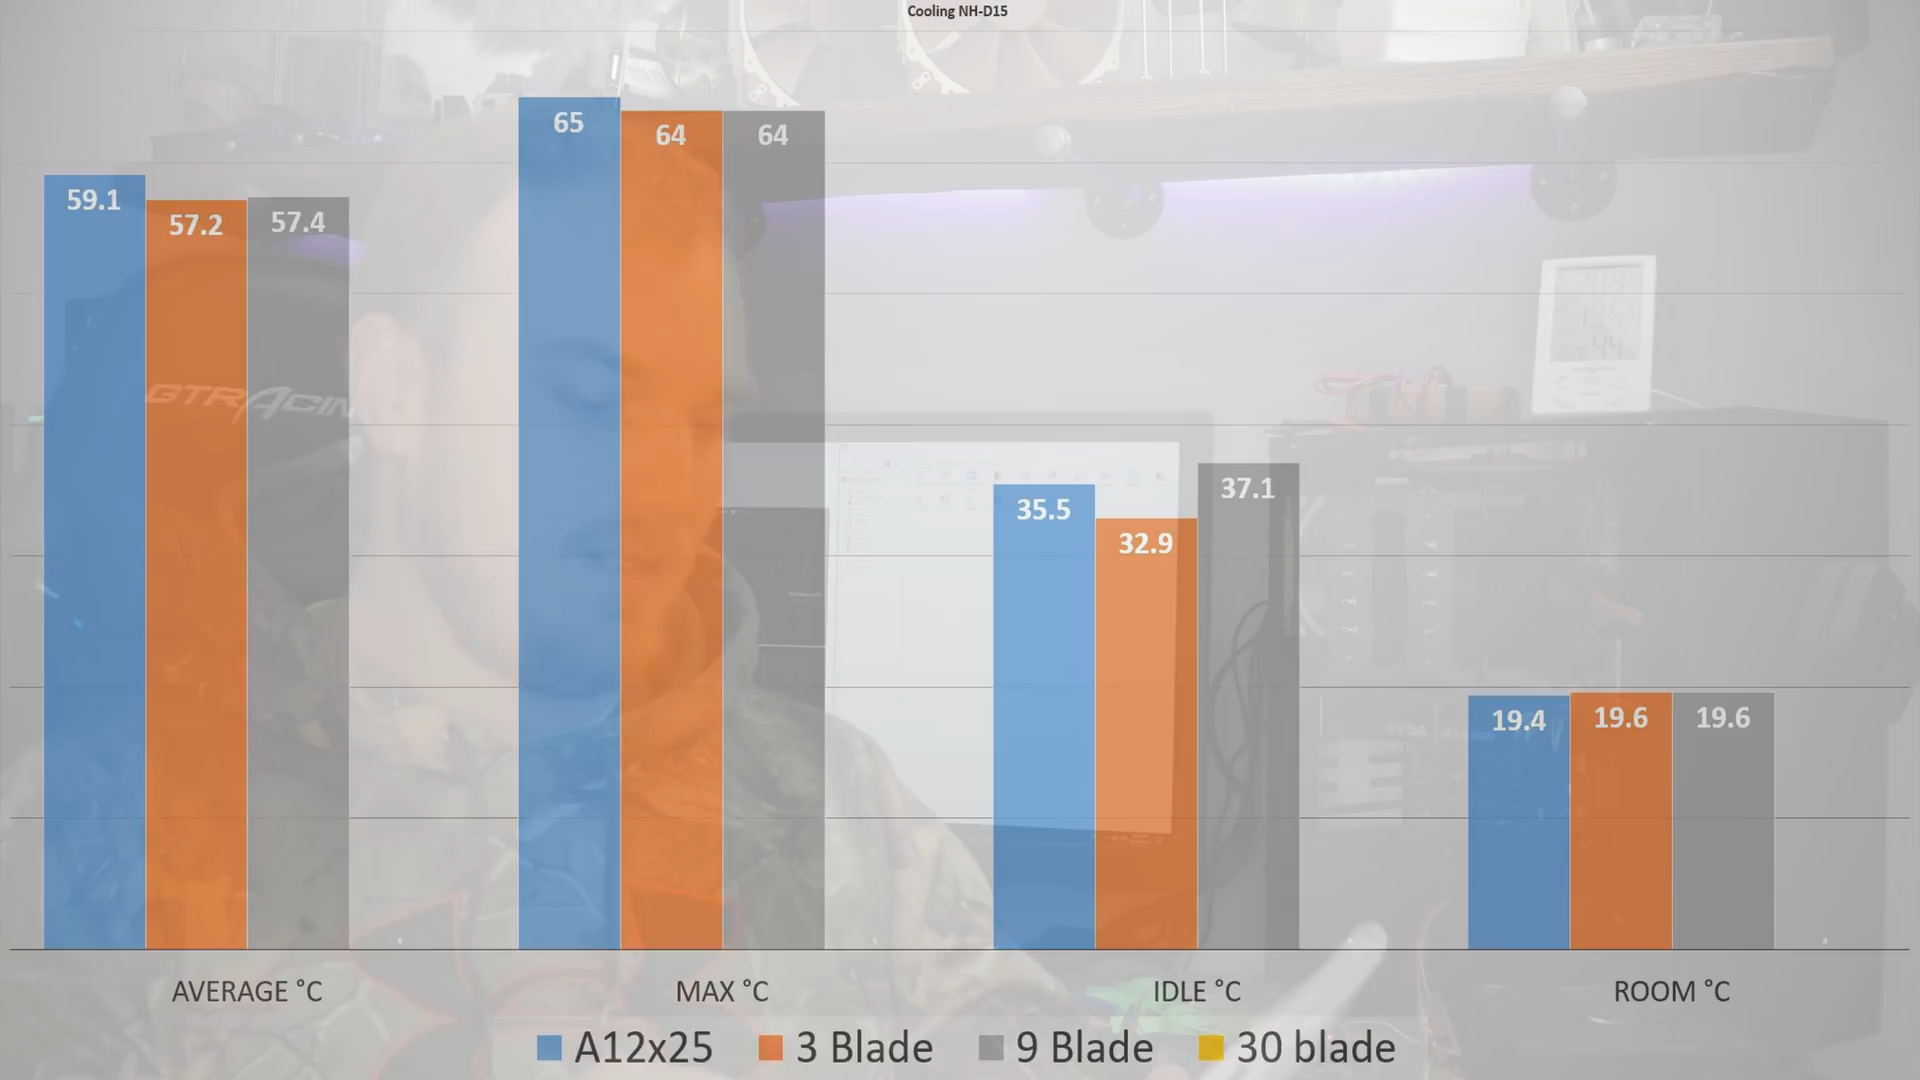 Cooling NH-D15
59.1
57.2
57.4
65
64
64
35.5
32.9
37.1
19.4
19.6
19.6
GTRACIN
AVERAGE °C
MAX °C
IDLE °C
ROOM °C
A12x25
3 Blade
9 Blade
30 blade